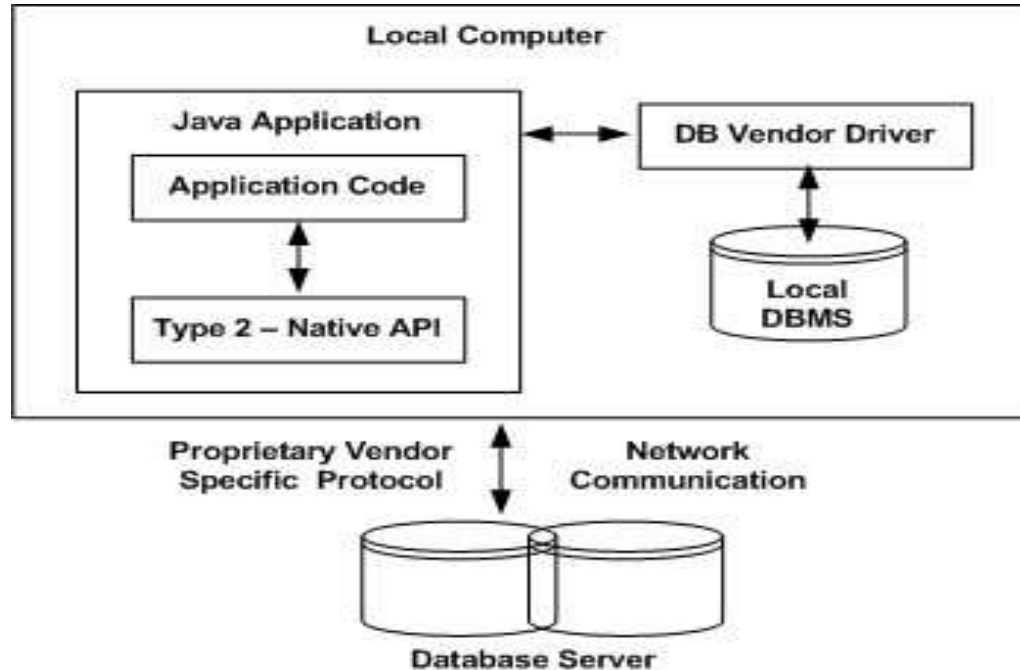 Local Computer
Java Application
Application Code
Type 2 – Native API
DB Vendor Driver
Local
DBMS
Proprietary Vendor
Specific Protocol
Network
Communication
Database Server